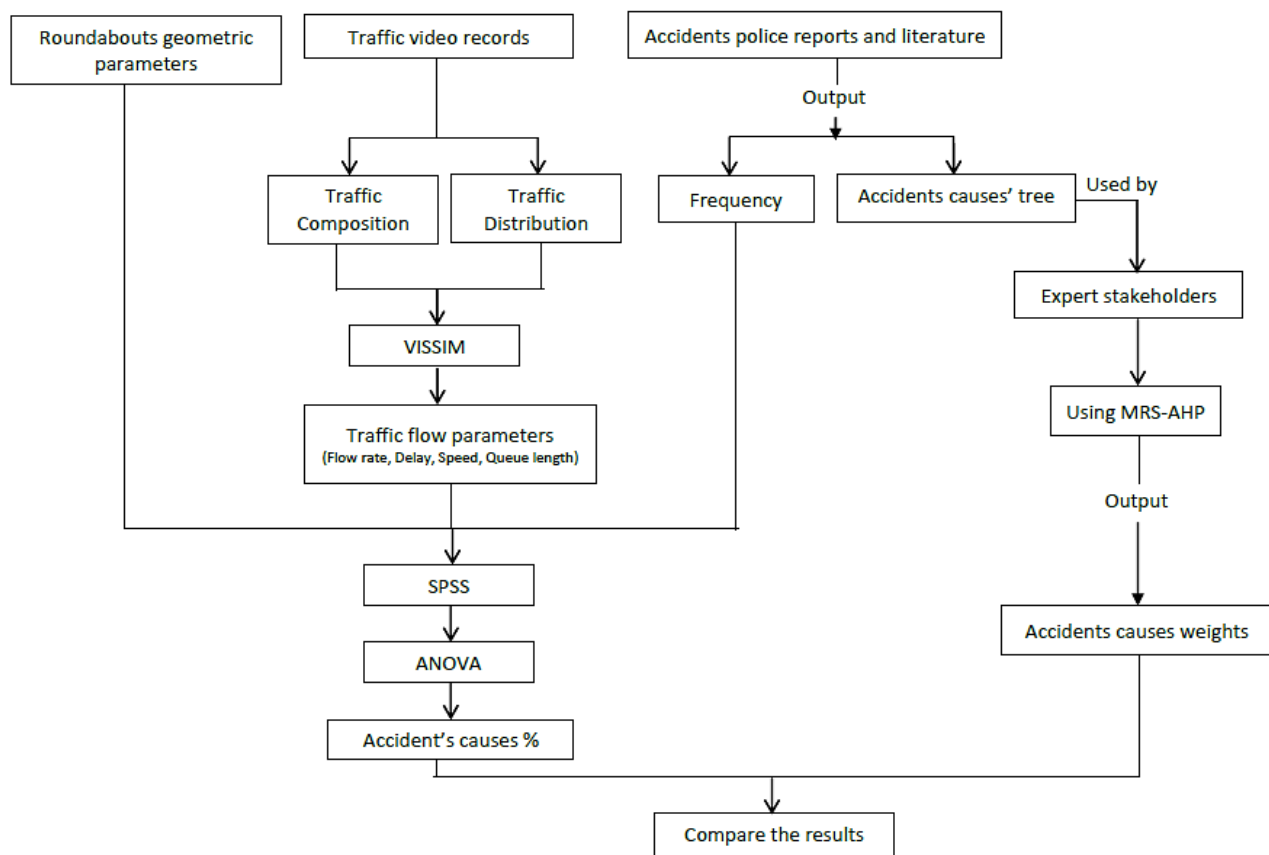 Roundabouts geometric
parameters
Traffic video records
Accidents police reports and literature
Output
Traffic
Composition
Traffic
Distribution
Frequency
Accidents causes’ tree
Used by
Expert stakeholders
VISSIM
Using MRS-AHP
Traffic flow parameters
(Flow rate, Delay, Speed, Queue length)
Output
SPSS
Accidents causes weights
ANOVA
Accident’s causes %
Compare the results